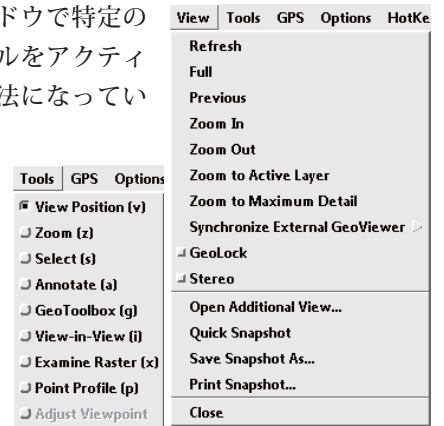 ドウで特定の
ルをアクティ
法になってい
View Tools GPS Options HotKe
Refresh
Full
Previous
Zoom In
Zoom Out
Zoom to Active Layer
Zoom to Maximum Detail
Synchronize External GeoViewer
GeoLock
Stereo
Open Additional View...
Quick Snapshot
Save Snapshot As...
Print Snapshot...
Close
Tools GPS Options
View Position (v)
Zoom (z)
Select (s)
Annotate (a)
GeoToolbox (g)
View-in-View (i)
Examine Raster (x)
Point Profile (p)
Adjust Viewpoint